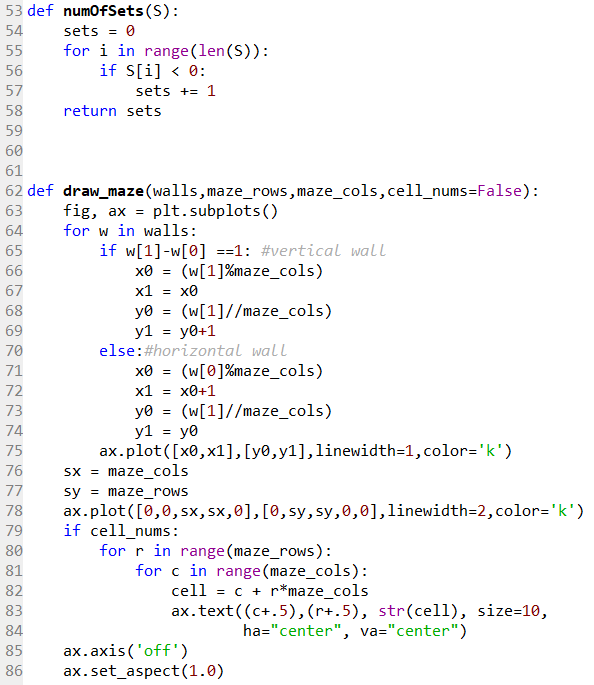 53 def numOfSets(S):
54     sets = 0
55     for i in range(len(S)):
56         if S[i] < 0:
57             sets += 1
58     return sets
59
60
61
62 def draw_maze(walls,maze_rows,maze_cols,cell_nums=False):
63     fig, ax = plt.subplots()
64     for w in walls:
65         if w[1]-w[0] ==1: #vertical wall
66             x0 = (w[1]%maze_cols)
67             x1 = x0
68             y0 = (w[1]//maze_cols)
69             y1 = y0+1
70         else:#horizontal wall
71             x0 = (w[0]%maze_cols)
72             x1 = x0+1
73             y0 = (w[1]//maze_cols)
74             y1 = y0
75         ax.plot([x0,x1],[y0,y1],linewidth=1,color='k')
76     sx = maze_cols
77     sy = maze_rows
78     ax.plot([0,0,sx,sx,0],[0,sy,sy,0,0],linewidth=2,color='k')
79     if cell_nums:
80         for r in range(maze_rows):
81             for c in range(maze_cols):
82                 cell = c + r*maze_cols
83                 ax.text((c+.5),(r+.5), str(cell), size=10,
84                         ha="center", va="center")
85     ax.axis('off')
86     ax.set_aspect(1.0)